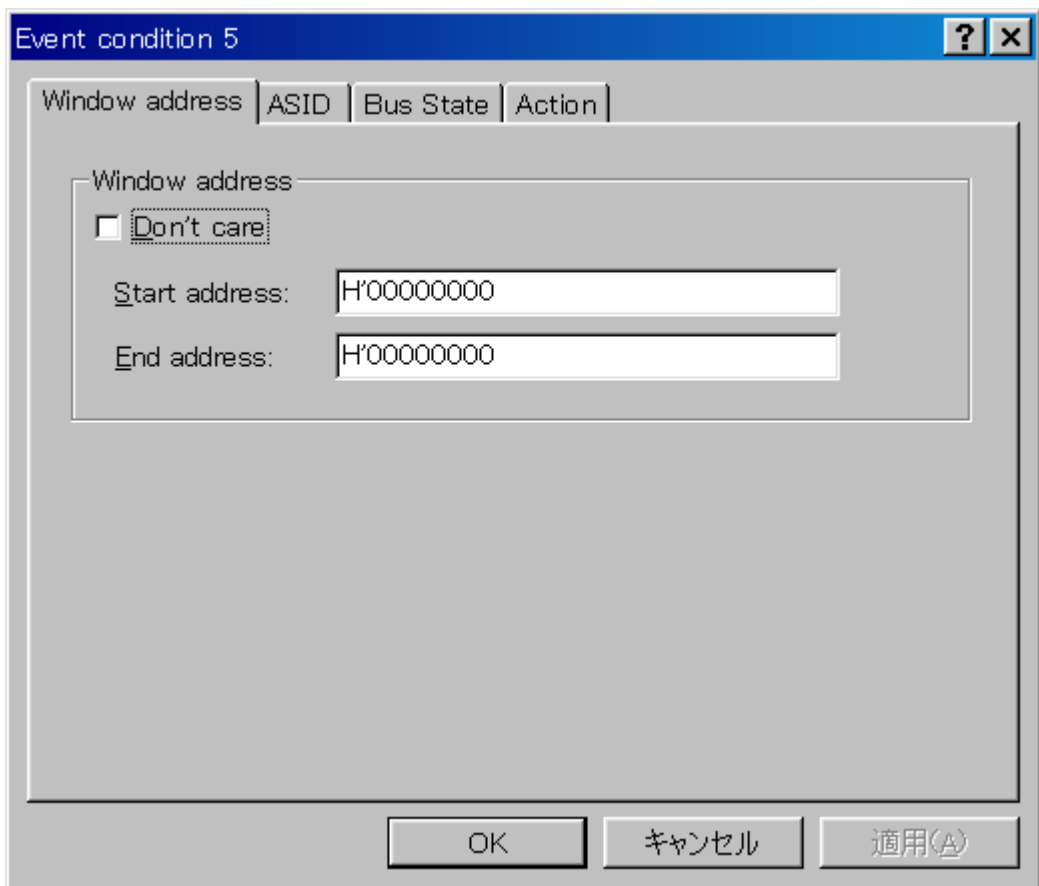 Event condition 5
Window address ASID Bus State Action
Window address
Don't care
Start address: H'00000000
End address: H'00000000
OK キャンセル 適用(A)